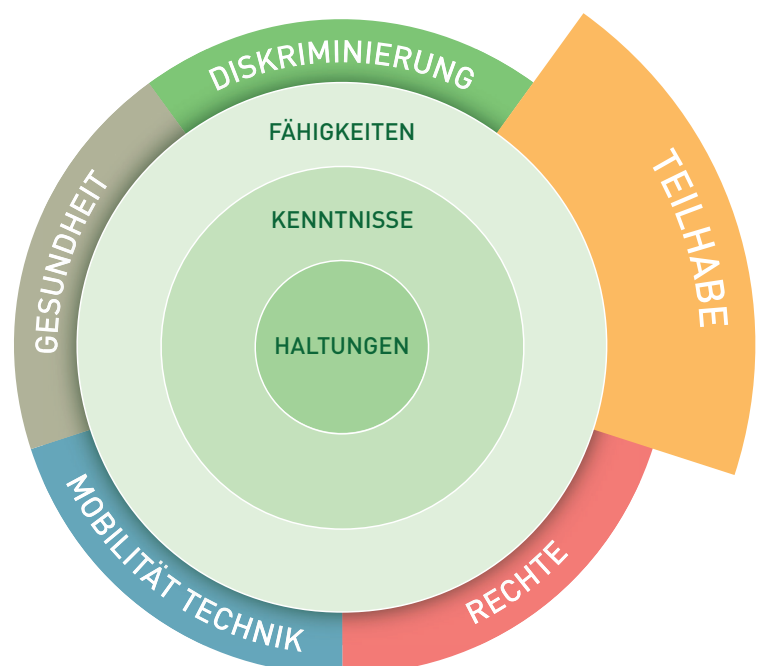 DISKRIMINIERUNG
TEILHABE
RECHTE
MOBILITÄT TECHNIK
GESUNDHEIT
FÄHIGKEITEN
KENNTNISSE
HALTUNGEN